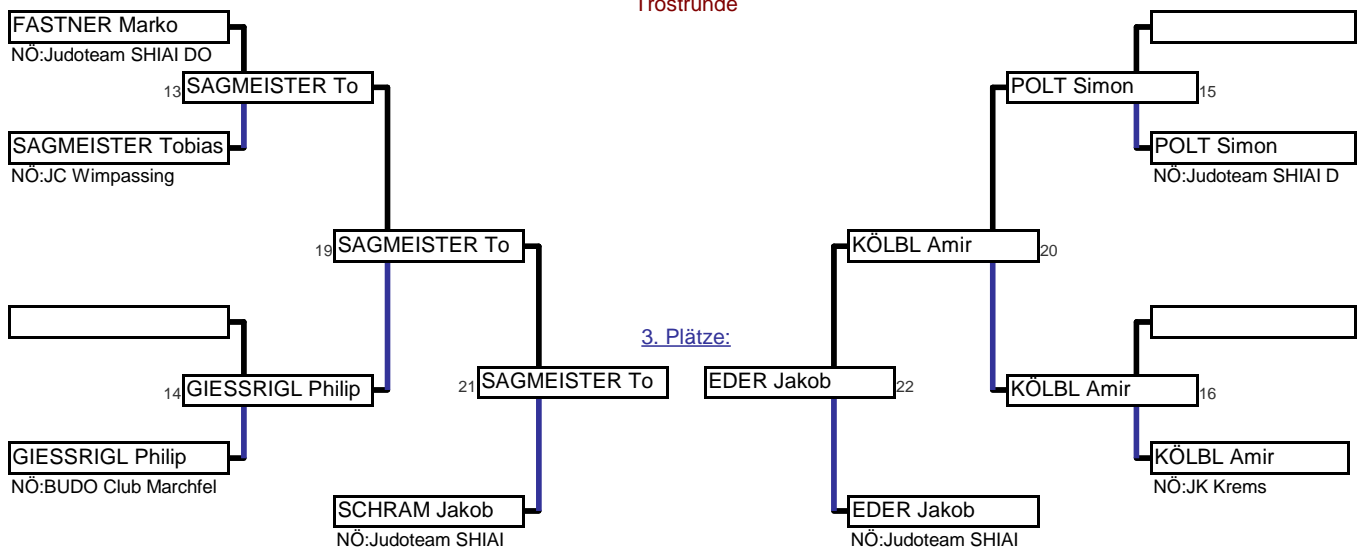 Trostrunde
FASTNER Marko
NÖ:Judoteam SHIAI DO
13 SAGMEISTER To
SAGMEISTER Tobias
NÖ:JC Wimpassing
19 SAGMEISTER To
14 GIESSRIGL Philip
GIESSRIGL Philip
NÖ:BUDO Club Marchfel
3. Plätze:
21 SAGMEISTER To
SCHRAM Jakob
NÖ:Judoteam SHIAI
POLT Simon 15
POLT Simon
NÖ:Judoteam SHIAI D
KÖLBL Amir 20
EDER Jakob 22
KÖLBL Amir 16
KÖLBL Amir
NÖ:JK Krems
EDER Jakob
NÖ:Judoteam SHIAI